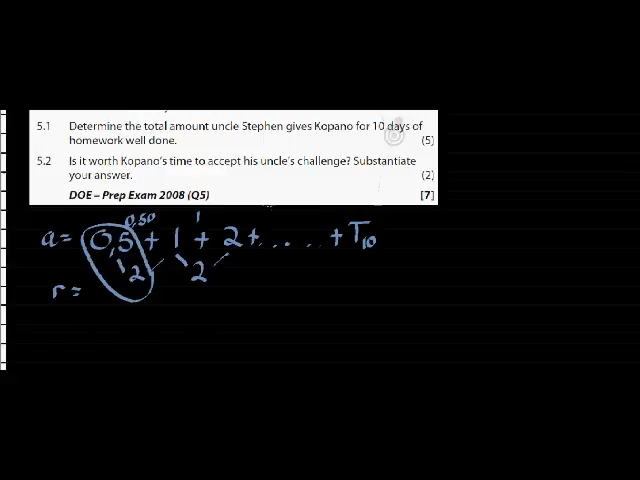 5.1 Determine the total amount uncle Stephen gives Kopano for 10 days of
homework well done. (5)
5.2 Is it worth Kopano's time to accept his uncle's challenge? Substantiate
your answer. (2)
DOE – Prep Exam 2008 (Q5) [7]
0,50 1
a = 0,5 + 1 + 2 + ..... + T10
2 2
r =